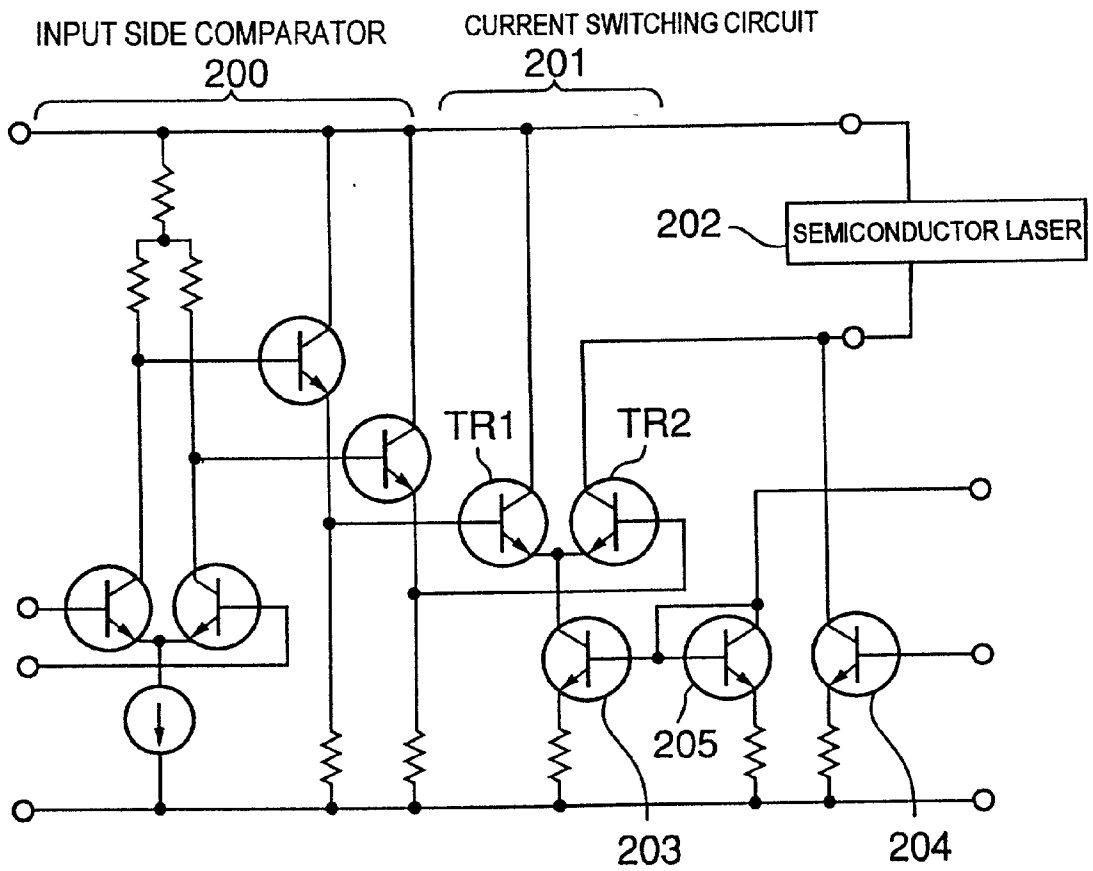 INPUT SIDE COMPARATOR
200
CURRENT SWITCHING CIRCUIT
201
202
SEMICONDUCTOR LASER
TR1
TR2
205
203
204